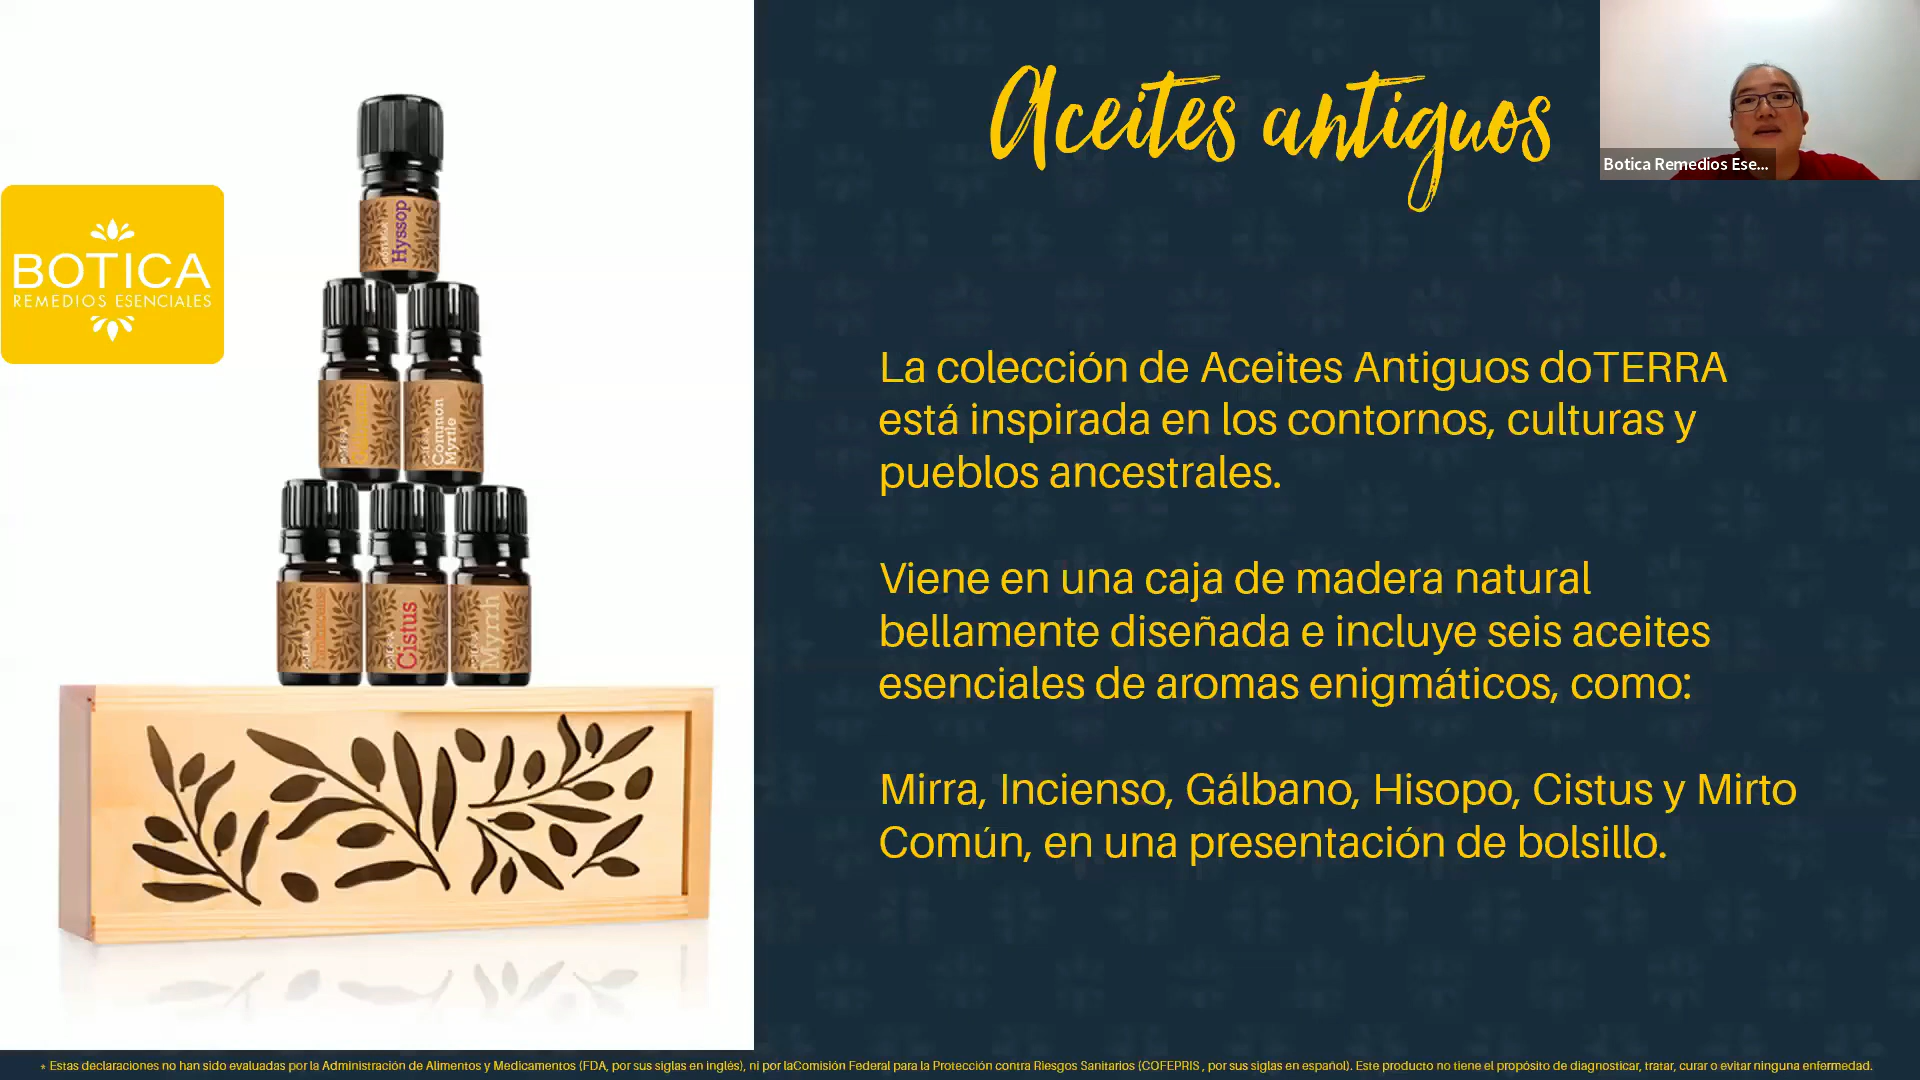 Aceites antiguos
Botica Remedios Ese...
BOTICA
REMEDIOS ESENCIALES
Hyssop
Common
Myrtle
Cistus
Myrrh
La colección de Aceites Antiguos doTERRA
está inspirada en los contornos, culturas y
pueblos ancestrales.
Viene en una caja de madera natural
bellamente diseñada e incluye seis aceites
esenciales de aromas enigmáticos, como:
Mirra, Incienso, Gálbano, Hisopo, Cistus y Mirto
Común, en una presentación de bolsillo.
* Estas declaraciones no han sido evaluadas por la Administración de Alimentos y Medicamentos (FDA, por sus siglas en inglés), ni por laComisión Federal para la Protección contra Riesgos Sanitarios (COFEPRIS , por sus siglas en español). Este producto no tiene el propósito de diagnosticar, tratar, curar o evitar ninguna enfermedad.